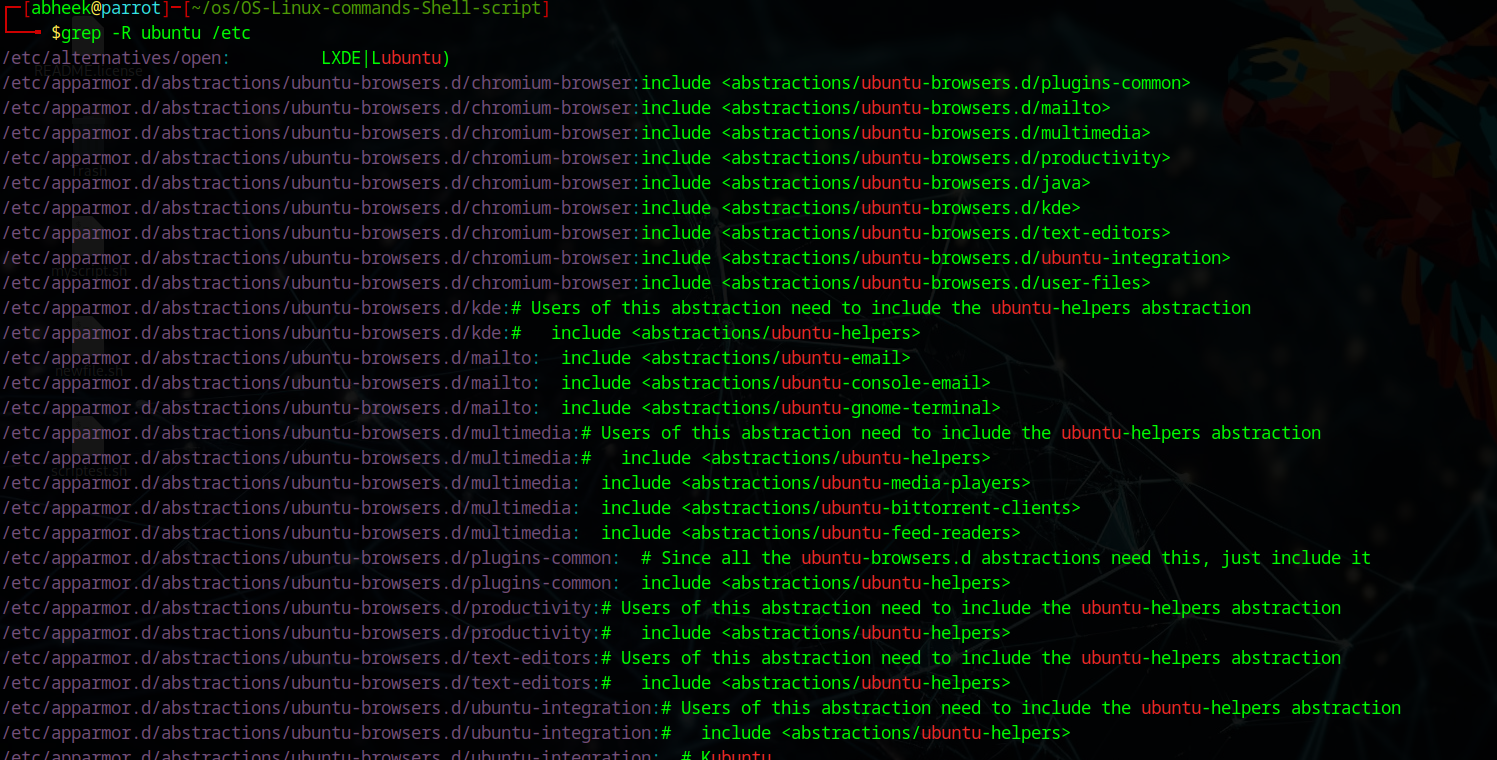 [abheek@parrot]-[~/os/OS-Linux-commands-Shell-script]
$grep -R ubuntu /etc
/etc/alternatives/open:         LXDE|Lubuntu)
/etc/apparmor.d/abstractions/ubuntu-browsers.d/chromium-browser:include <abstractions/ubuntu-browsers.d/plugins-common>
/etc/apparmor.d/abstractions/ubuntu-browsers.d/chromium-browser:include <abstractions/ubuntu-browsers.d/mailto>
/etc/apparmor.d/abstractions/ubuntu-browsers.d/chromium-browser:include <abstractions/ubuntu-browsers.d/multimedia>
/etc/apparmor.d/abstractions/ubuntu-browsers.d/chromium-browser:include <abstractions/ubuntu-browsers.d/productivity>
/etc/apparmor.d/abstractions/ubuntu-browsers.d/chromium-browser:include <abstractions/ubuntu-browsers.d/java>
/etc/apparmor.d/abstractions/ubuntu-browsers.d/chromium-browser:include <abstractions/ubuntu-browsers.d/kde>
/etc/apparmor.d/abstractions/ubuntu-browsers.d/chromium-browser:include <abstractions/ubuntu-browsers.d/text-editors>
/etc/apparmor.d/abstractions/ubuntu-browsers.d/chromium-browser:include <abstractions/ubuntu-browsers.d/ubuntu-integration>
/etc/apparmor.d/abstractions/ubuntu-browsers.d/chromium-browser:include <abstractions/ubuntu-browsers.d/user-files>
/etc/apparmor.d/abstractions/ubuntu-browsers.d/kde:# Users of this abstraction need to include the ubuntu-helpers abstraction
/etc/apparmor.d/abstractions/ubuntu-browsers.d/kde:#   include <abstractions/ubuntu-helpers>
/etc/apparmor.d/abstractions/ubuntu-browsers.d/mailto:  include <abstractions/ubuntu-email>
/etc/apparmor.d/abstractions/ubuntu-browsers.d/mailto:  include <abstractions/ubuntu-console-email>
/etc/apparmor.d/abstractions/ubuntu-browsers.d/mailto:  include <abstractions/ubuntu-gnome-terminal>
/etc/apparmor.d/abstractions/ubuntu-browsers.d/multimedia:# Users of this abstraction need to include the ubuntu-helpers abstraction
/etc/apparmor.d/abstractions/ubuntu-browsers.d/multimedia:#   include <abstractions/ubuntu-helpers>
/etc/apparmor.d/abstractions/ubuntu-browsers.d/multimedia:  include <abstractions/ubuntu-media-players>
/etc/apparmor.d/abstractions/ubuntu-browsers.d/multimedia:  include <abstractions/ubuntu-bittorrent-clients>
/etc/apparmor.d/abstractions/ubuntu-browsers.d/multimedia:  include <abstractions/ubuntu-feed-readers>
/etc/apparmor.d/abstractions/ubuntu-browsers.d/plugins-common:  # Since all the ubuntu-browsers.d abstractions need this, just include it
/etc/apparmor.d/abstractions/ubuntu-browsers.d/plugins-common:  include <abstractions/ubuntu-helpers>
/etc/apparmor.d/abstractions/ubuntu-browsers.d/productivity:# Users of this abstraction need to include the ubuntu-helpers abstraction
/etc/apparmor.d/abstractions/ubuntu-browsers.d/productivity:#   include <abstractions/ubuntu-helpers>
/etc/apparmor.d/abstractions/ubuntu-browsers.d/text-editors:# Users of this abstraction need to include the ubuntu-helpers abstraction
/etc/apparmor.d/abstractions/ubuntu-browsers.d/text-editors:#   include <abstractions/ubuntu-helpers>
/etc/apparmor.d/abstractions/ubuntu-browsers.d/ubuntu-integration:# Users of this abstraction need to include the ubuntu-helpers abstraction
/etc/apparmor.d/abstractions/ubuntu-browsers.d/ubuntu-integration:#   include <abstractions/ubuntu-helpers>
/etc/apparmor.d/abstractions/ubuntu-browsers.d/ubuntu-integration:  # Kubuntu
README.license
Trash
myscript.sh
newfile.sh
scriptest.sh